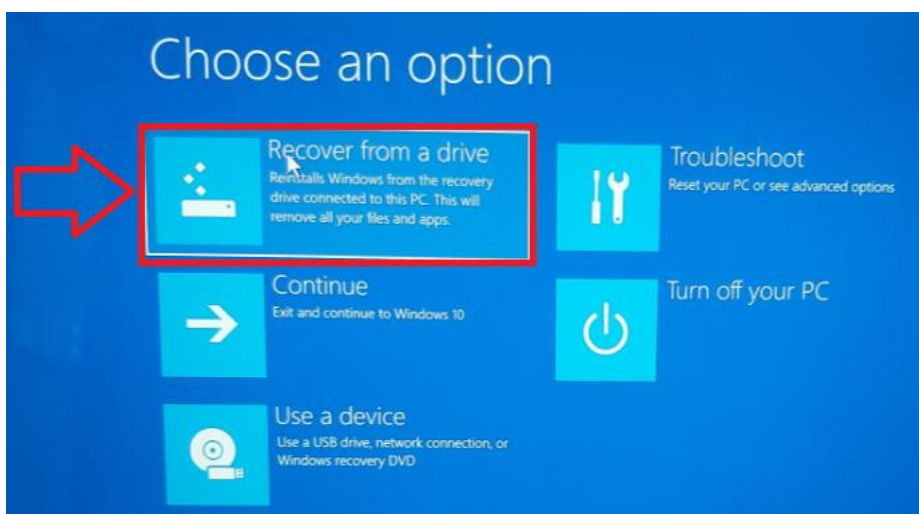 Choose an option
Recover from a drive
Reinstalls Windows from the recovery
drive connected to this PC. This will
remove all your files and apps.
Troubleshoot
Reset your PC or see advanced options
Continue
Exit and continue to Windows 10
Turn off your PC
Use a device
Use a USB drive, network connection, or
Windows recovery DVD